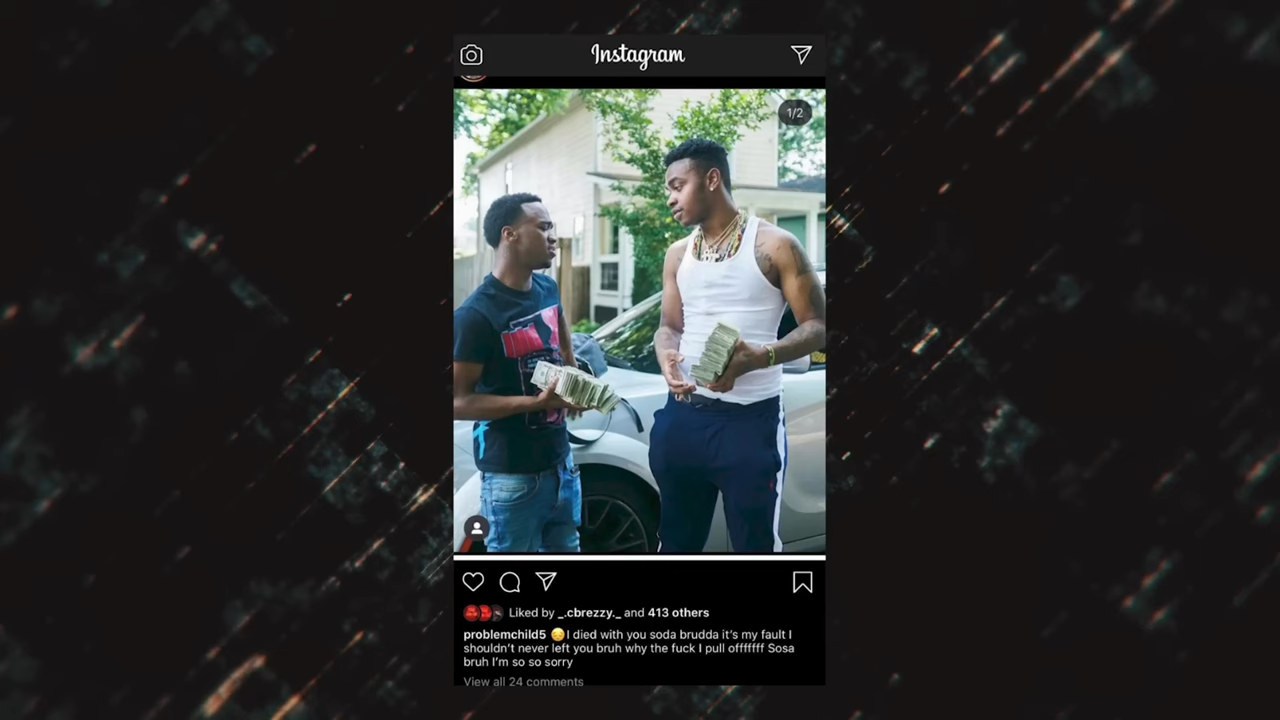 Instagram
1/2
Liked by _.cbrezzy._ and 413 others
problemchild5 😔I died with you soda brudda it's my fault I
shouldn't never left you bruh why the fuck I pull offfffff Sosa
bruh I'm so so sorry
View all 24 comments